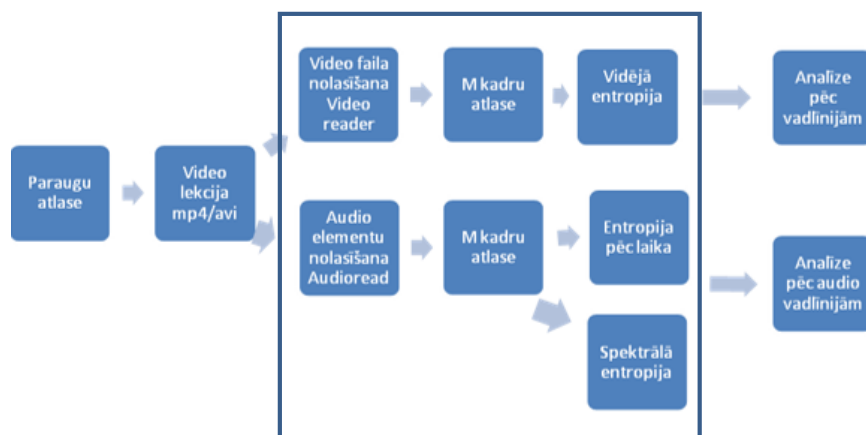 Paraugu
atlase
Video
lekcija
mp4/avi
Video faila
nolasīšana
Video
reader
M kadru
atlase
Vidējā
entropija
Analīze
pēc
vadlīnijām
Audio
elementu
nolasīšana
Audioread
M kadru
atlase
Entropija
pēc laika
Spektrālā
entropija
Analīze
pēc audio
vadlīnijām